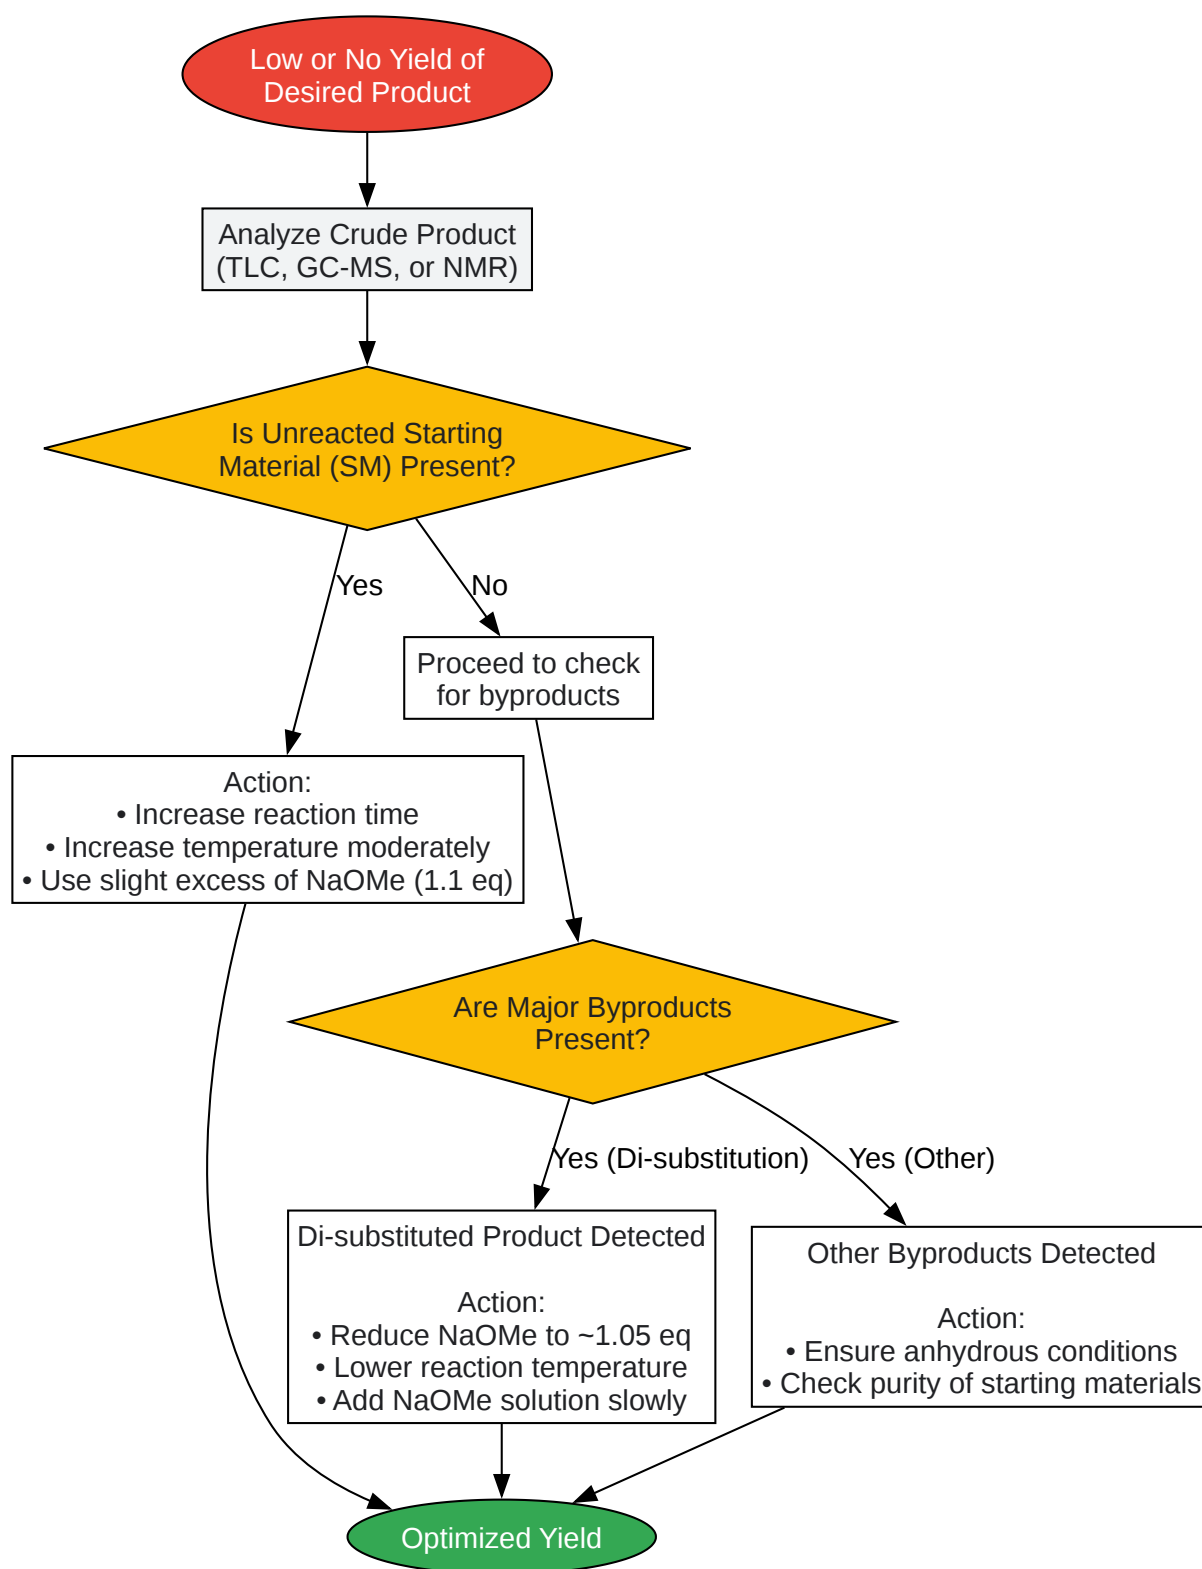 Low or No Yield of
Desired Product
Analyze Crude Product
(TLC, GC-MS, or NMR)
Is Unreacted Starting
Material (SM) Present?
Yes
No
Proceed to check
for byproducts
Action:
• Increase reaction time
• Increase temperature moderately
• Use slight excess of NaOMe (1.1 eq)
Are Major Byproducts
Present?
Yes (Di-substitution)
Yes (Other)
Di-substituted Product Detected
Action:
• Reduce NaOMe to ~1.05 eq
• Lower reaction temperature
• Add NaOMe solution slowly
Other Byproducts Detected
Action:
• Ensure anhydrous conditions
• Check purity of starting materials
Optimized Yield